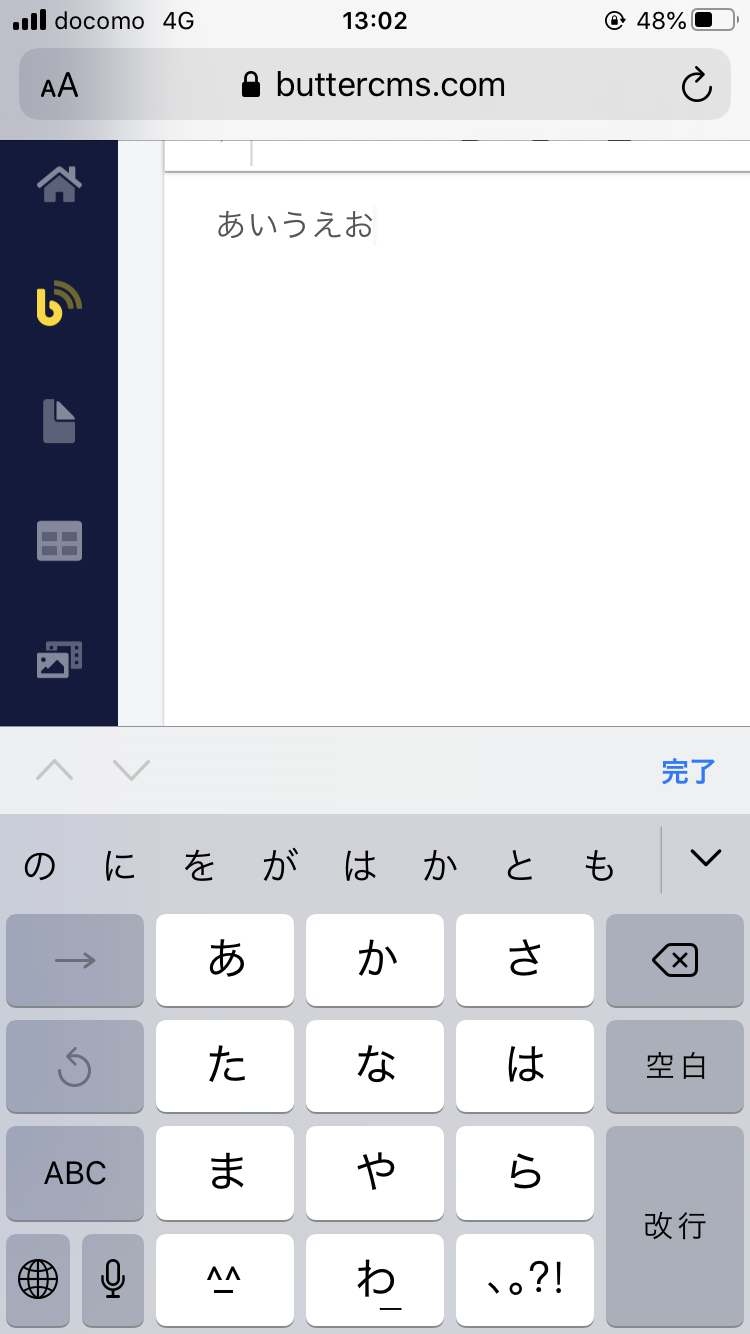 docomo 4G 13:02 48%
AA buttercms.com
あいうえお
完了
のにをがはかとも
→ あ か さ
た な は 空白
ABC ま や ら 改行
^^ わ 、。?!